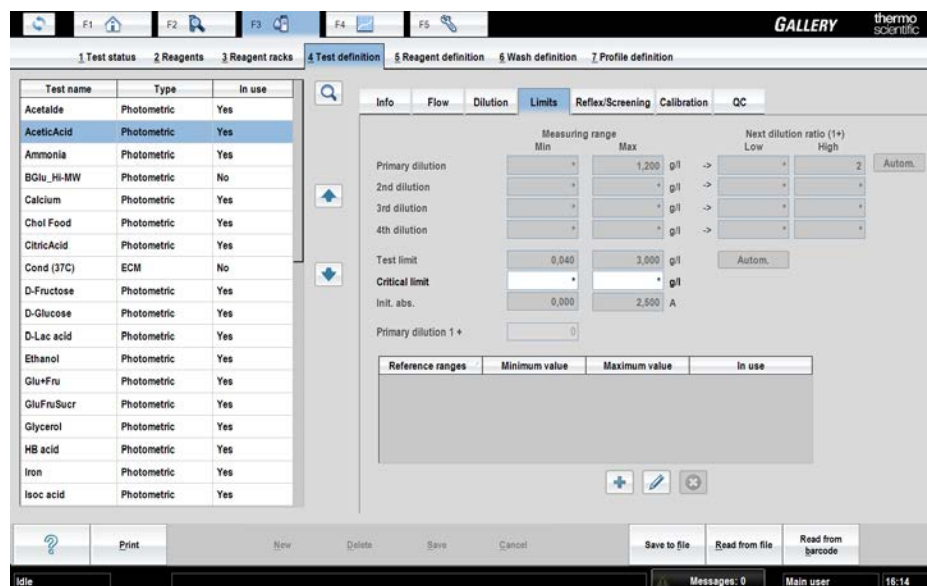 F1 F2 F3 F4 F5 GALLERY thermo scientific
1 Test status 2 Reagents 3 Reagent racks 4 Test definition 5 Reagent definition 6 Wash definition 7 Profile definition
Test name Type In use
Acetalde Photometric Yes
AceticAcid Photometric Yes
Ammonia Photometric Yes
BGlu_Hi-MW Photometric No
Calcium Photometric Yes
Chol Food Photometric Yes
CitricAcid Photometric Yes
Cond (37C) ECM No
D-Fructose Photometric Yes
D-Glucose Photometric Yes
D-Lac acid Photometric Yes
Ethanol Photometric Yes
Glu+Fru Photometric Yes
GluFruSucr Photometric Yes
Glycerol Photometric Yes
HB acid Photometric Yes
Iron Photometric Yes
Isoc acid Photometric Yes
Info Flow Dilution Limits Reflex/Screening Calibration QC
Measuring range Next dilution ratio (1+)
Min Max Low High
Primary dilution * 1,200 g/l -> * 2 Autom.
2nd dilution * * g/l -> * *
3rd dilution * * g/l -> * *
4th dilution * * g/l -> * *
Test limit 0,040 3,000 g/l Autom.
Critical limit * * g/l
Init. abs. 0,000 2,500 A
Primary dilution 1 + 0
Reference ranges Minimum value Maximum value In use
? Print New Delete Save Cancel Save to file Read from file Read from barcode
Idle Messages: 0 Main user 16:14